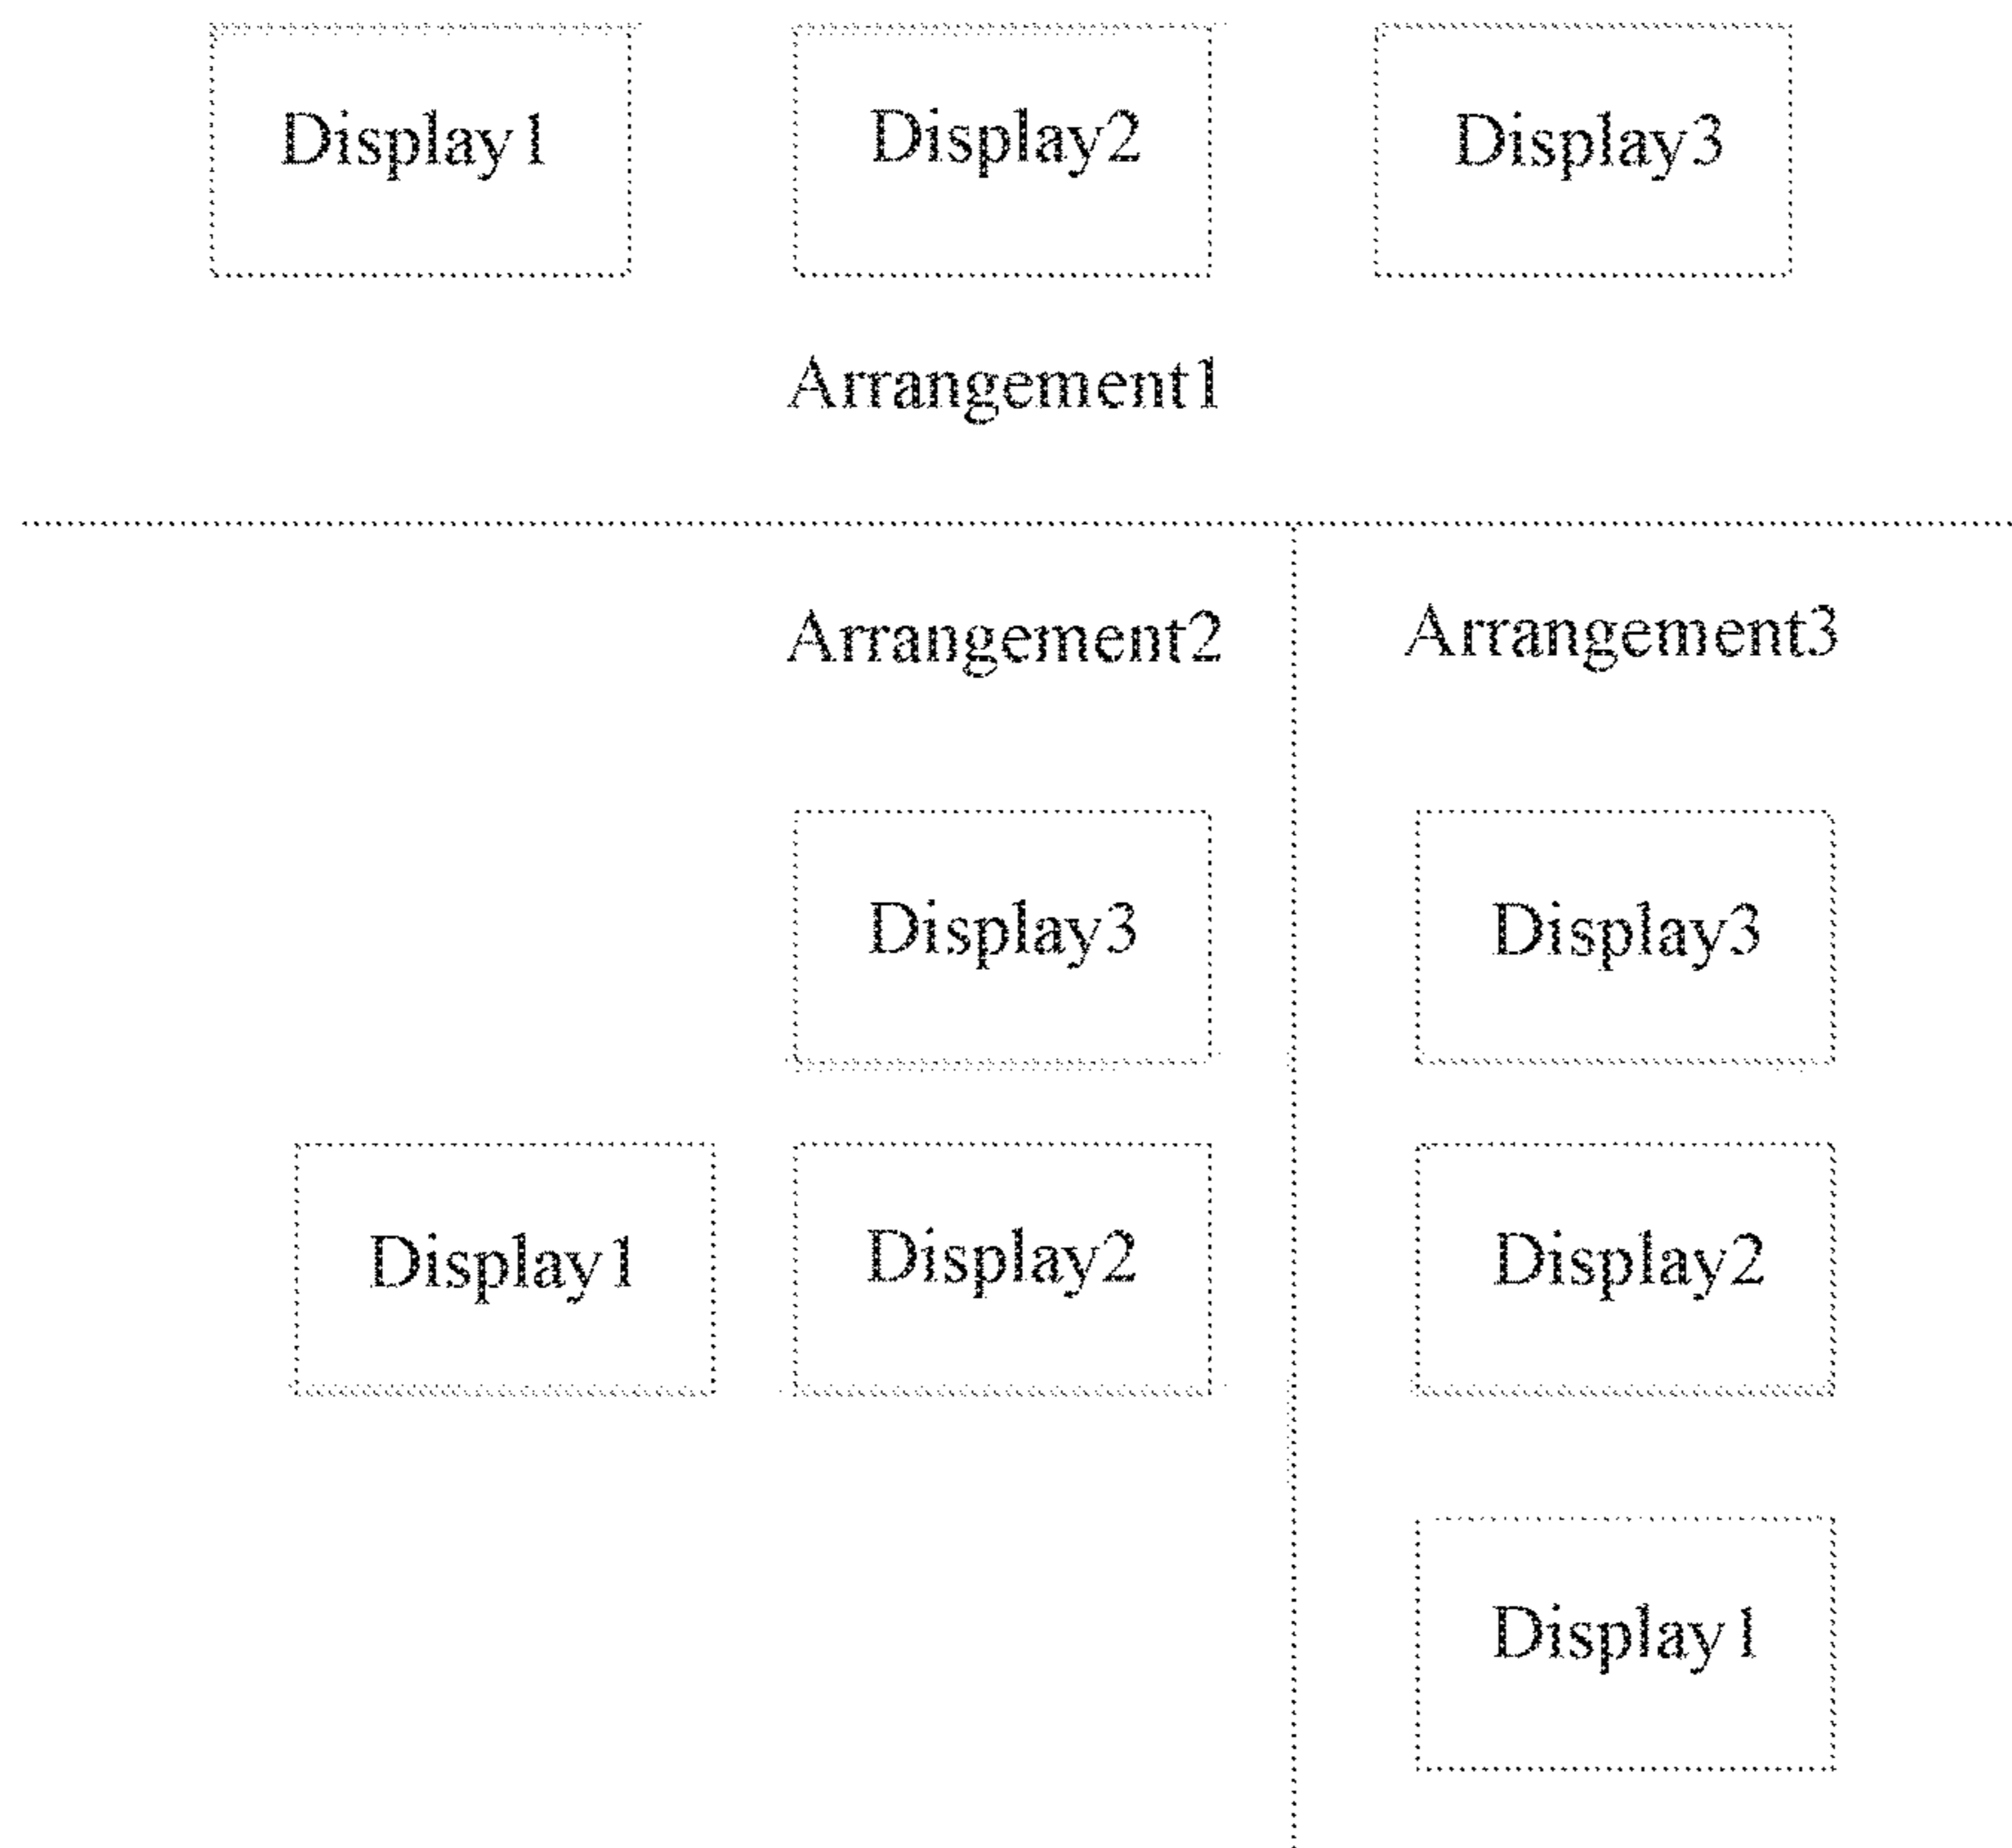 Display1 Display2 Display3
Arrangement1
Arrangement2
Display3
Display1 Display2
Arrangement3
Display3
Display2
Display1